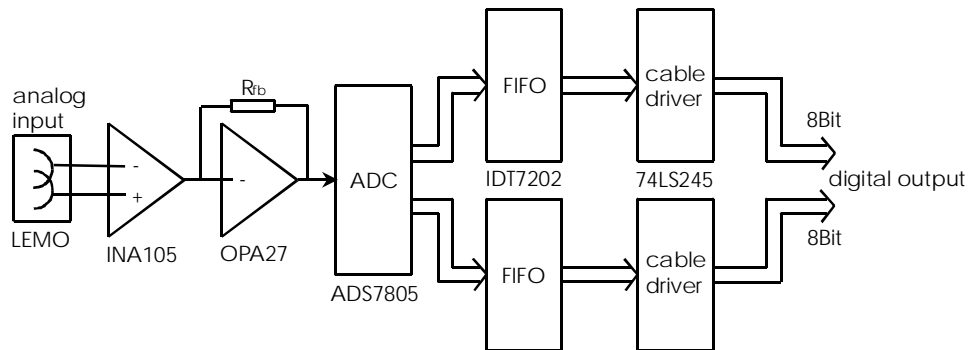 analog
input
-
+
LEMO
INA105
Rfb
-
OPA27
ADC
ADS7805
FIFO
IDT7202
cable
driver
74LS245
8Bit
digital output
8Bit
FIFO
cable
driver